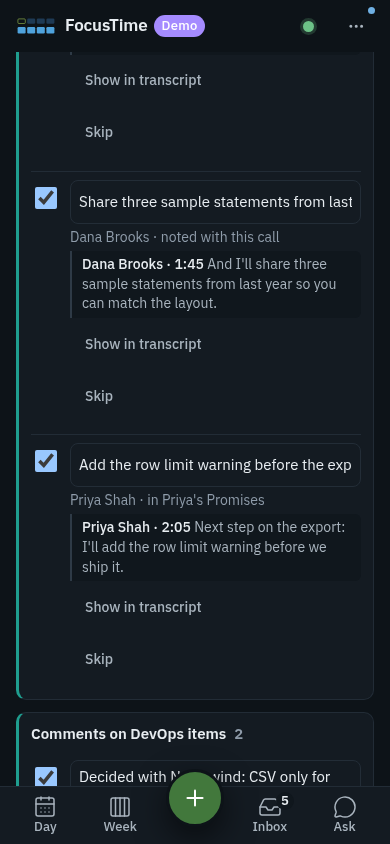 FocusTime Demo
Show in transcript
Skip
Share three sample statements from last
Dana Brooks · noted with this call
Dana Brooks · 1:45 And I'll share three
sample statements from last year so you
can match the layout.
Show in transcript
Skip
Add the row limit warning before the exp
Priya Shah · in Priya's Promises
Priya Shah · 2:05 Next step on the export:
I'll add the row limit warning before we
ship it.
Show in transcript
Skip
Comments on DevOps items 2
Decided with wind: CSV only for
5
Day Week Inbox Ask